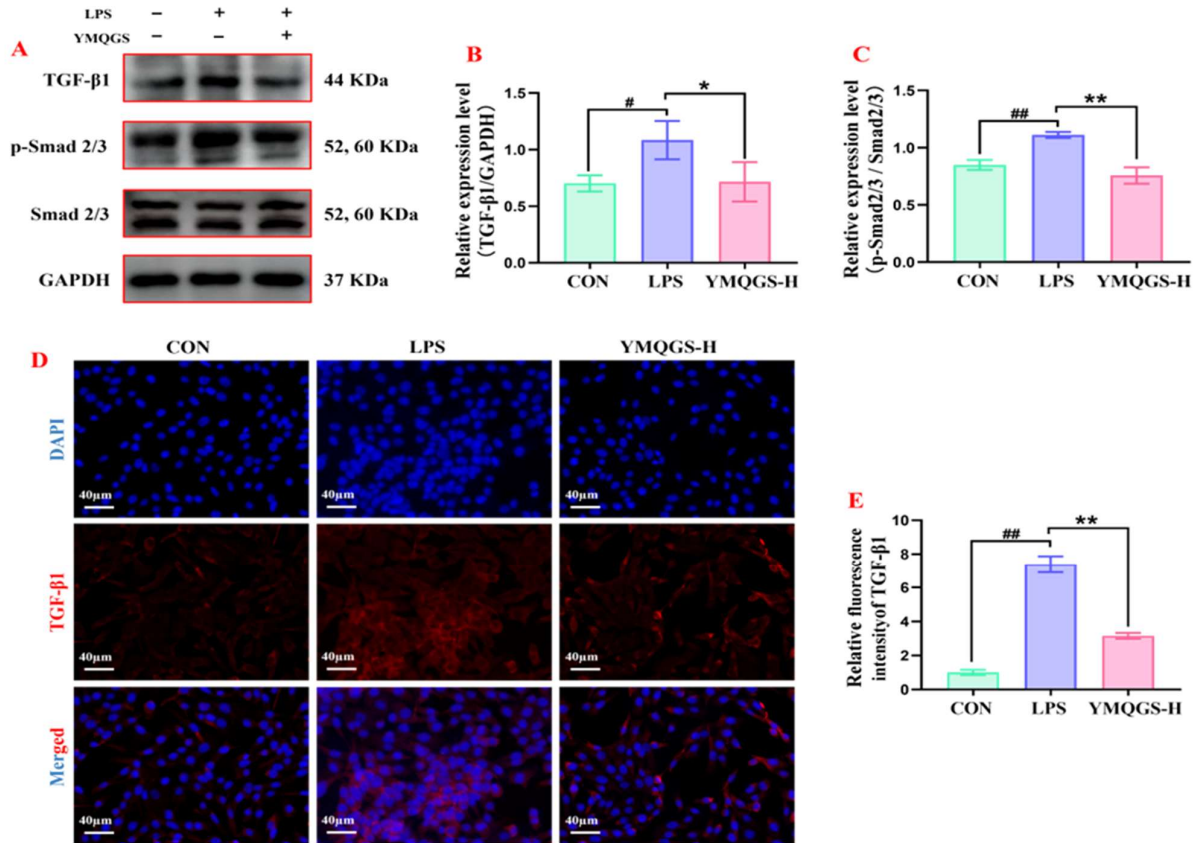 LPS - + +
YMQGS - - +
A
TGF-β1 44 KDa
p-Smad 2/3 52, 60 KDa
Smad 2/3 52, 60 KDa
GAPDH 37 KDa
B
Relative expression level
(TGF-β1/GAPDH)
1.5
1.0
0.5
0.0
# *
CON LPS YMQGS-H
C
Relative expression level
(p-Smad2/3 / Smad2/3)
1.5
1.0
0.5
0.0
## **
CON LPS YMQGS-H
D
CON LPS YMQGS-H
DAPI
40μm 40μm 40μm
TGF-β1
40μm 40μm 40μm
Merged
40μm 40μm 40μm
E
Relative fluorescence
intensityof TGF-β1
10
8
6
4
2
0
## **
CON LPS YMQGS-H